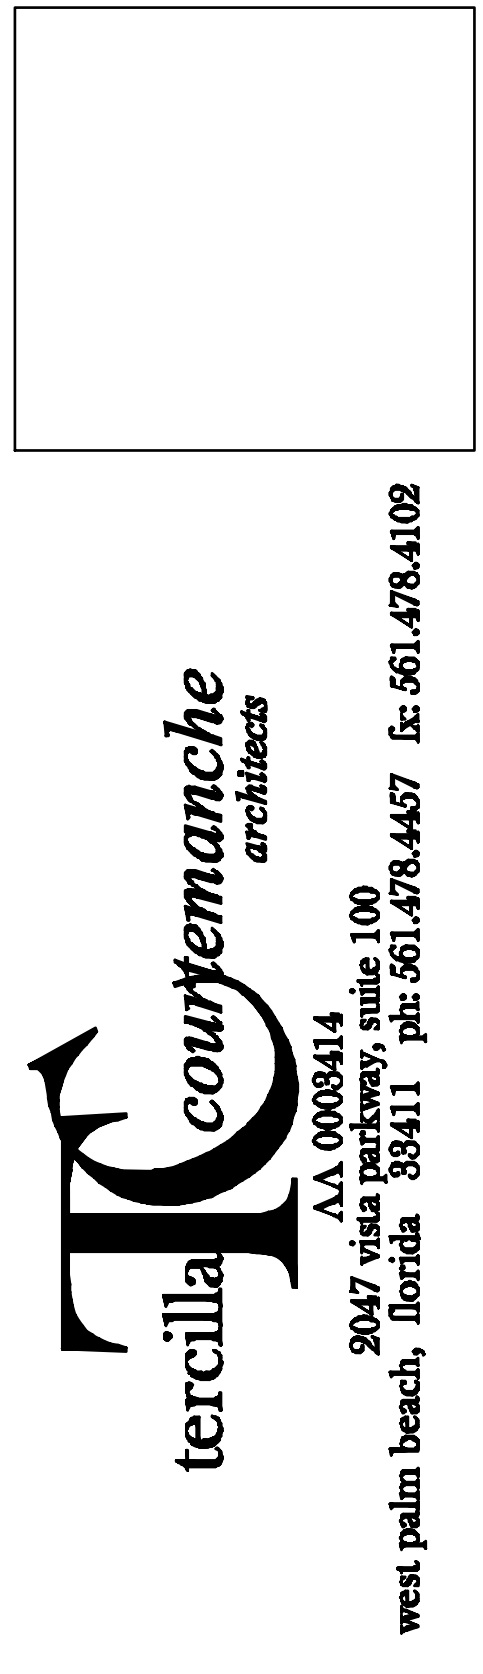 TC
tercilla courtemanche
architects
AA 0003414
2047 vista parkway, suite 100
west palm beach, florida 33411 ph: 561.478.4457 fx: 561.478.4102